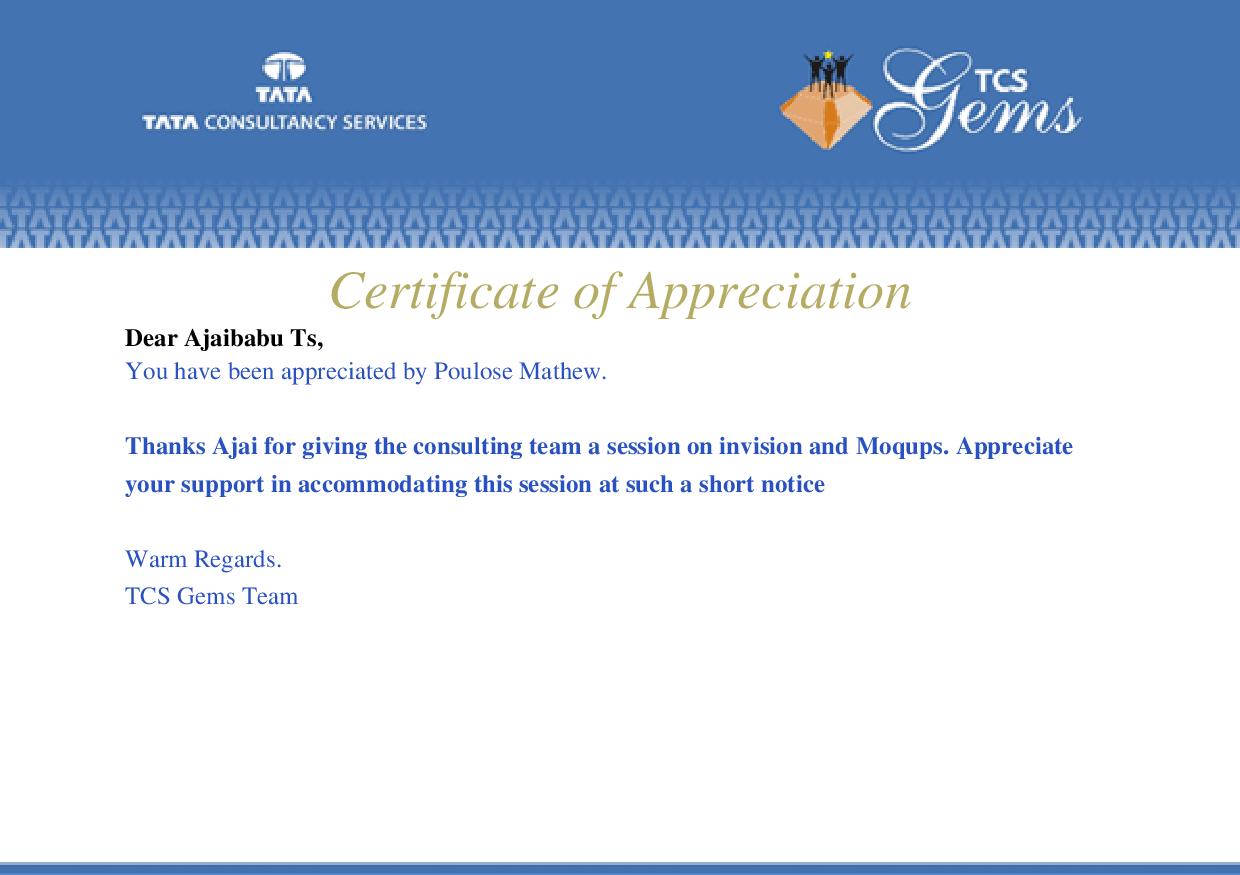 TATA
TATA CONSULTANCY SERVICES
TCS
Gems
Certificate of Appreciation
Dear Ajaibabu Ts,
You have been appreciated by Poulose Mathew.
Thanks Ajai for giving the consulting team a session on invision and Moqups. Appreciate
your support in accommodating this session at such a short notice
Warm Regards.
TCS Gems Team